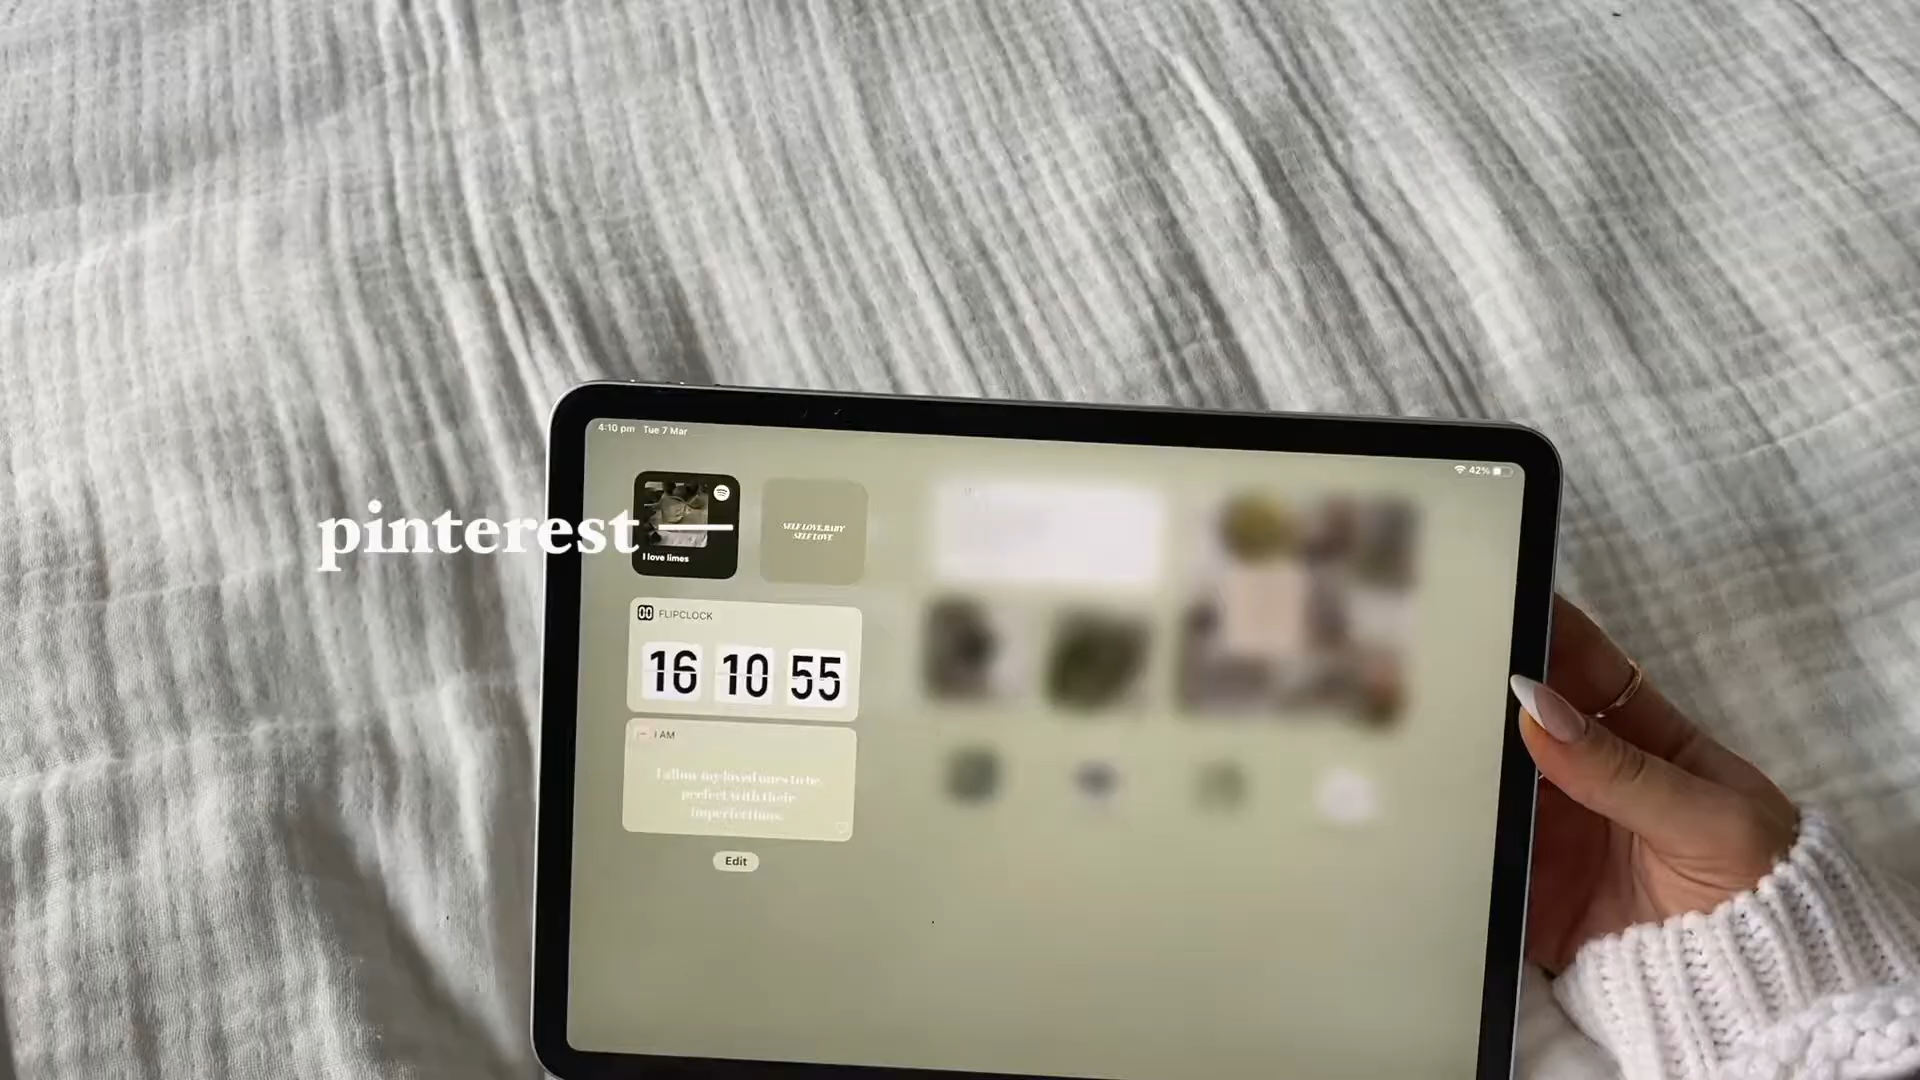 4:10 pm Tue 7 Mar
42%
pinterest —
I love limes
SELF LOVE, BABY
SELF LOVE
00 FLIPCLOCK
16 10 55
I AM
I allow my loved ones to be
perfect with their
imperfections.
Edit